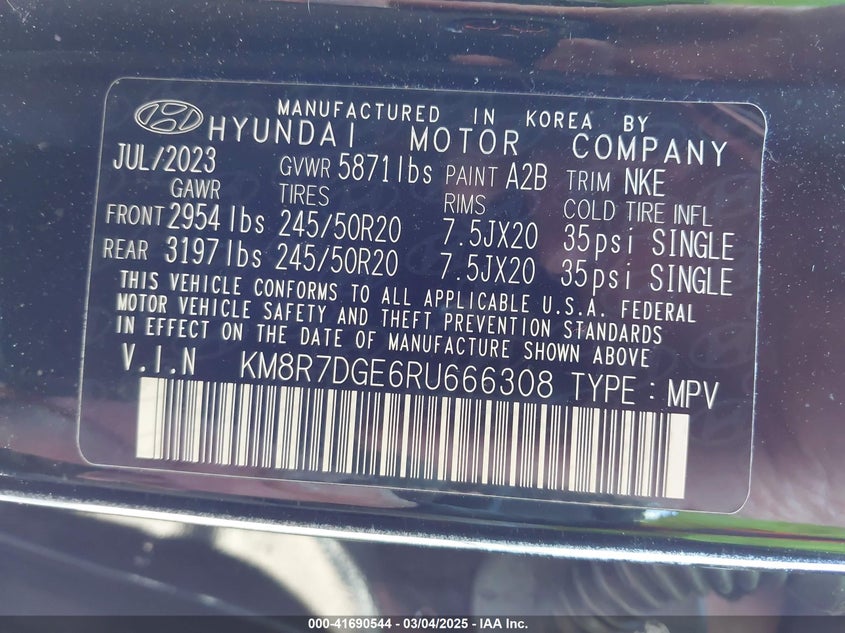 MANUFACTURED IN KOREA BY
HYUNDAI MOTOR COMPANY
JUL/2023 GVWR 5871lbs PAINT A2B TRIM NKE
GAWR TIRES RIMS COLD TIRE INFL
FRONT 2954lbs 245/50R20 7.5JX20 35psi SINGLE
REAR 3197lbs 245/50R20 7.5JX20 35psi SINGLE
THIS VEHICLE CONFORMS TO ALL APPLICABLE U.S.A. FEDERAL
MOTOR VEHICLE SAFETY AND THEFT PREVENTION STANDARDS
IN EFFECT ON THE DATE OF MANUFACTURE SHOWN ABOVE
V.I.N KM8R7DGE6RU666308 TYPE : MPV
000-41690544 - 03/04/2025 - IAA Inc.